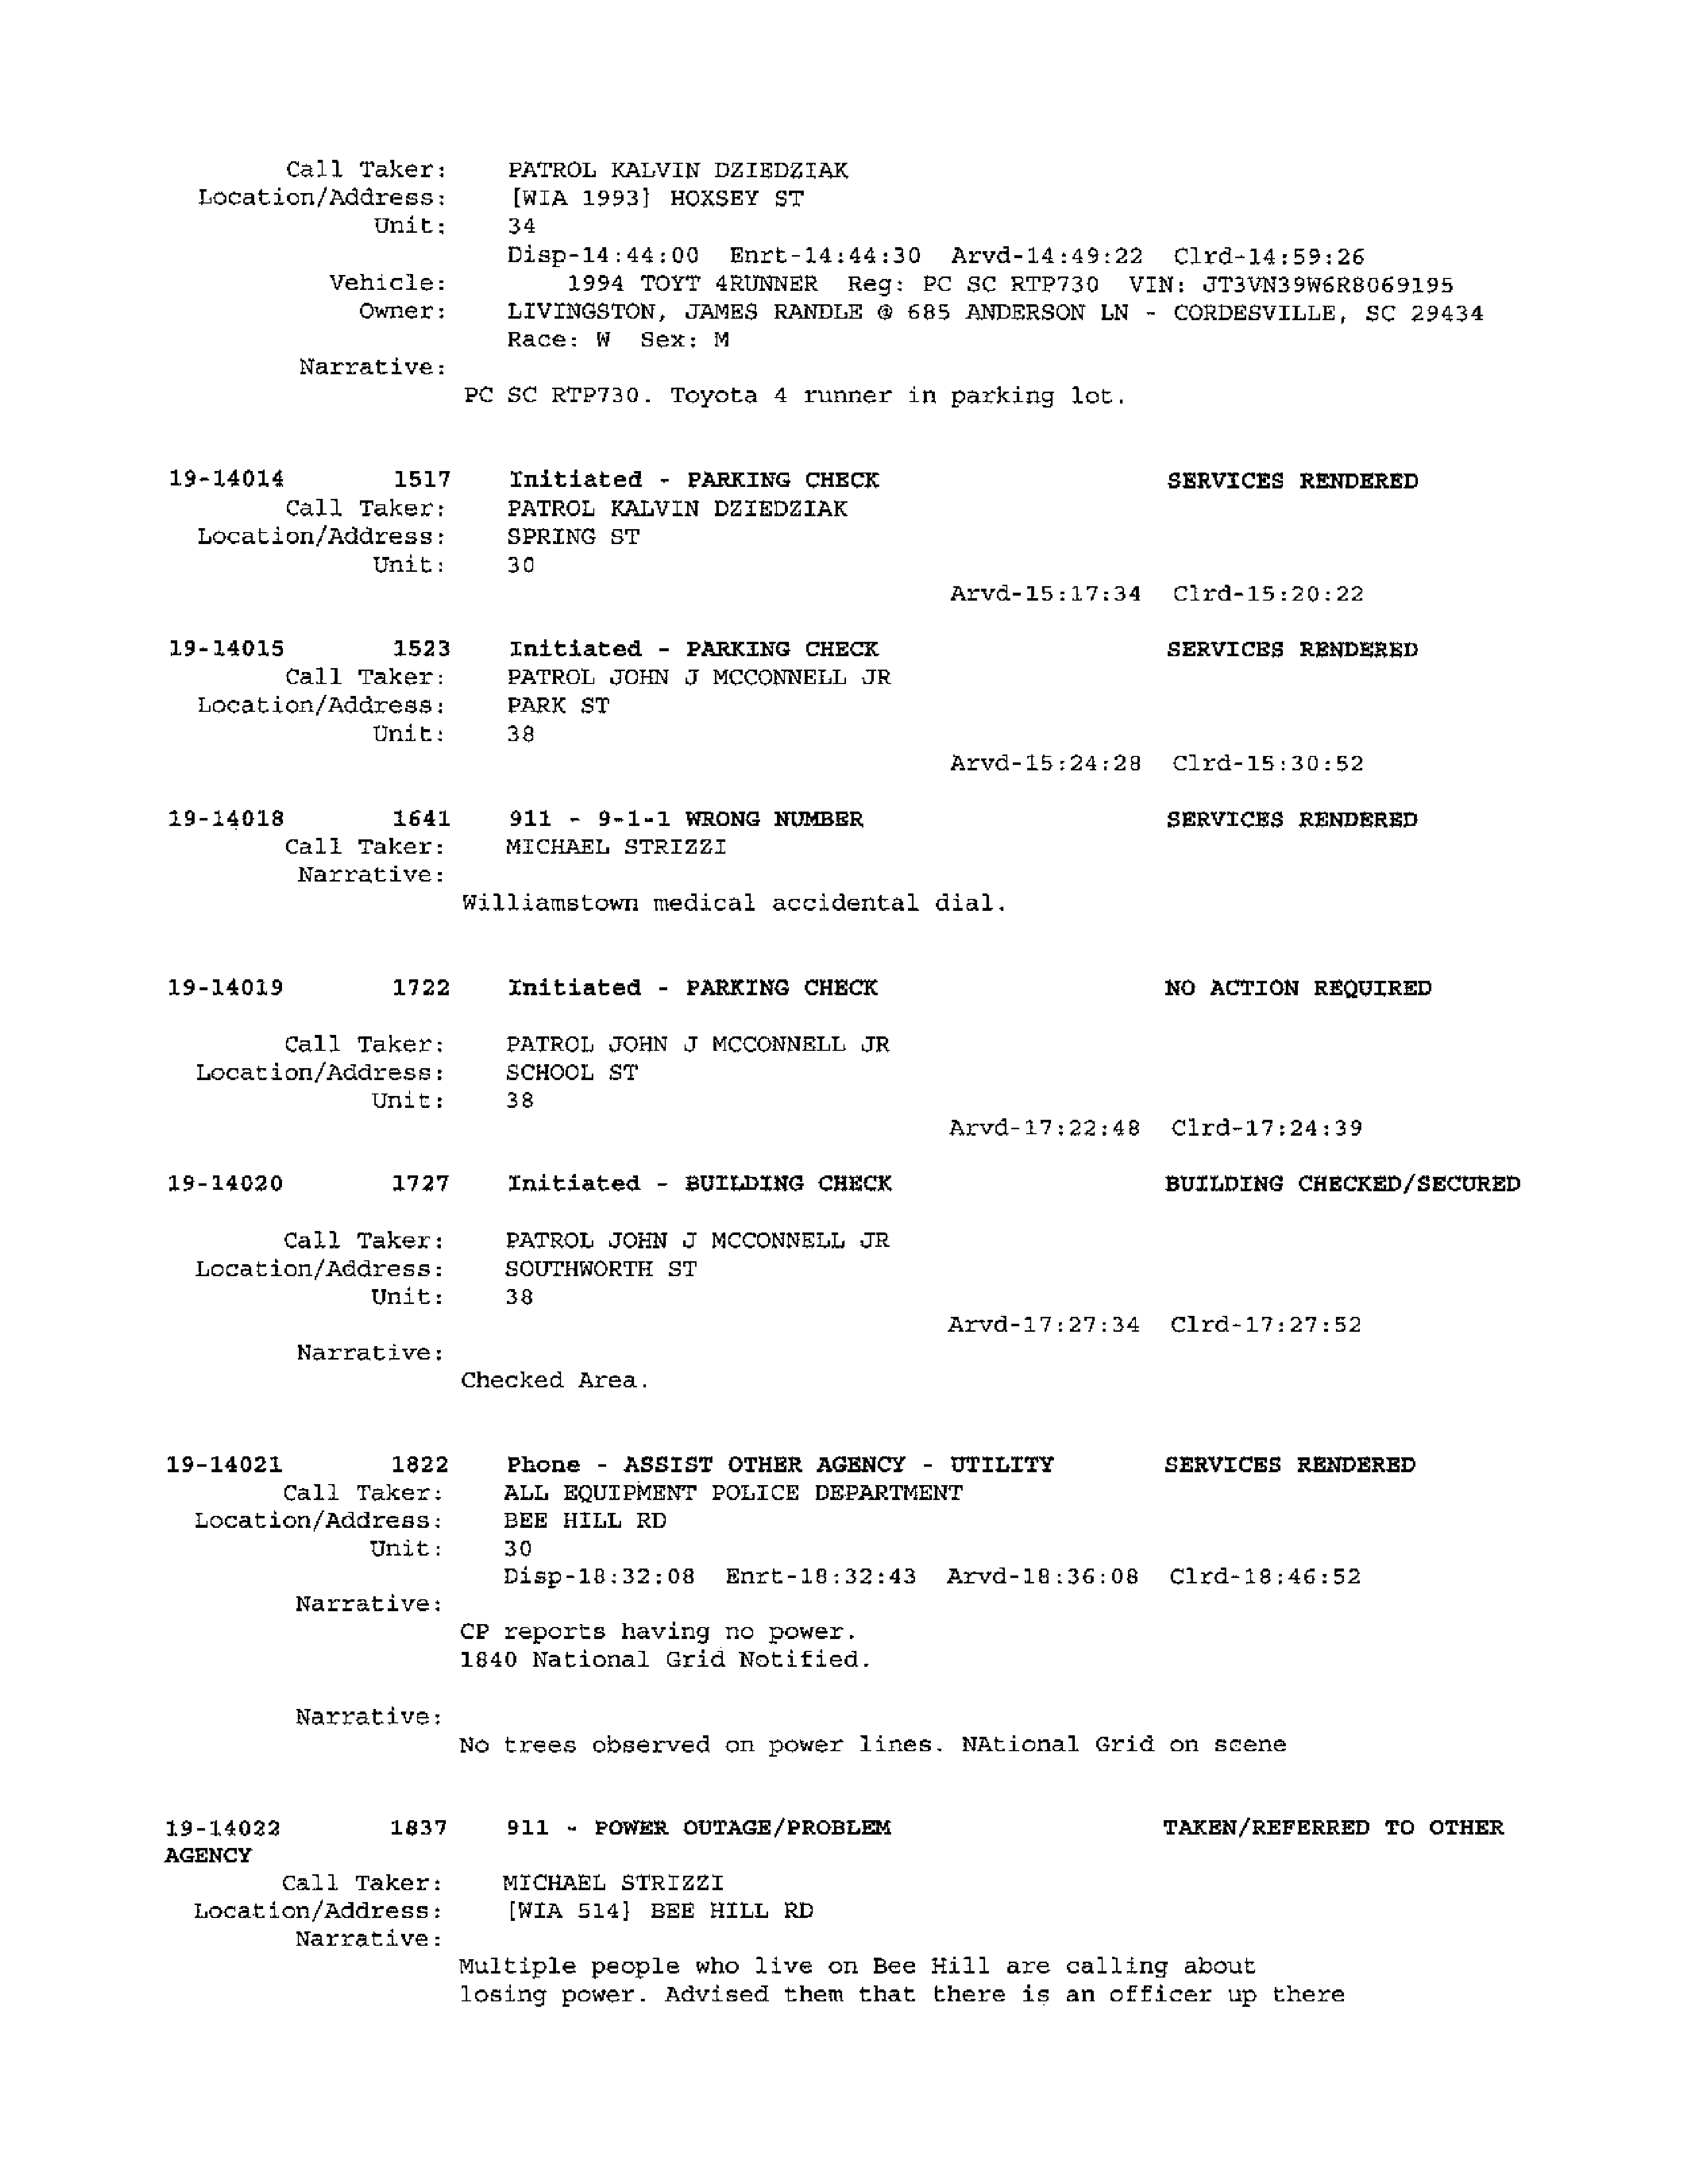 Call Taker: PATROL KALVIN DZIEDZIAK
Location/Address: [WIA 1993] HOXSEY ST
Unit: 34
Disp-14:44:00 Enrt-14:44:30 Arvd-14:49:22 Clrd-14:59:26
Vehicle: 1994 TOYT 4RUNNER Reg: PC SC RTP730 VIN: JT3VN39W6R8069195
Owner: LIVINGSTON, JAMES RANDLE @ 685 ANDERSON LN - CORDESVILLE, SC 29434
Race: W Sex: M
Narrative:
PC SC RTP730. Toyota 4 runner in parking lot.
19-14014 1517 Initiated - PARKING CHECK SERVICES RENDERED
Call Taker: PATROL KALVIN DZIEDZIAK
Location/Address: SPRING ST
Unit: 30
Arvd-15:17:34 Clrd-15:20:22
19-14015 1523 Initiated - PARKING CHECK SERVICES RENDERED
Call Taker: PATROL JOHN J MCCONNELL JR
Location/Address: PARK ST
Unit: 38
Arvd-15:24:28 Clrd-15:30:52
19-14018 1641 911 - 9-1-1 WRONG NUMBER SERVICES RENDERED
Call Taker: MICHAEL STRIZZI
Narrative:
Williamstown medical accidental dial.
19-14019 1722 Initiated - PARKING CHECK NO ACTION REQUIRED
Call Taker: PATROL JOHN J MCCONNELL JR
Location/Address: SCHOOL ST
Unit: 38
Arvd-17:22:48 Clrd-17:24:39
19-14020 1727 Initiated - BUILDING CHECK BUILDING CHECKED/SECURED
Call Taker: PATROL JOHN J MCCONNELL JR
Location/Address: SOUTHWORTH ST
Unit: 38
Arvd-17:27:34 Clrd-17:27:52
Narrative:
Checked Area.
19-14021 1822 Phone - ASSIST OTHER AGENCY - UTILITY SERVICES RENDERED
Call Taker: ALL EQUIPMENT POLICE DEPARTMENT
Location/Address: BEE HILL RD
Unit: 30
Disp-18:32:08 Enrt-18:32:43 Arvd-18:36:08 Clrd-18:46:52
Narrative:
CP reports having no power.
1840 National Grid Notified.
Narrative:
No trees observed on power lines. NAtional Grid on scene
19-14022 1837 911 - POWER OUTAGE/PROBLEM TAKEN/REFERRED TO OTHER
AGENCY
Call Taker: MICHAEL STRIZZI
Location/Address: [WIA 514] BEE HILL RD
Narrative:
Multiple people who live on Bee Hill are calling about
losing power. Advised them that there is an officer up there